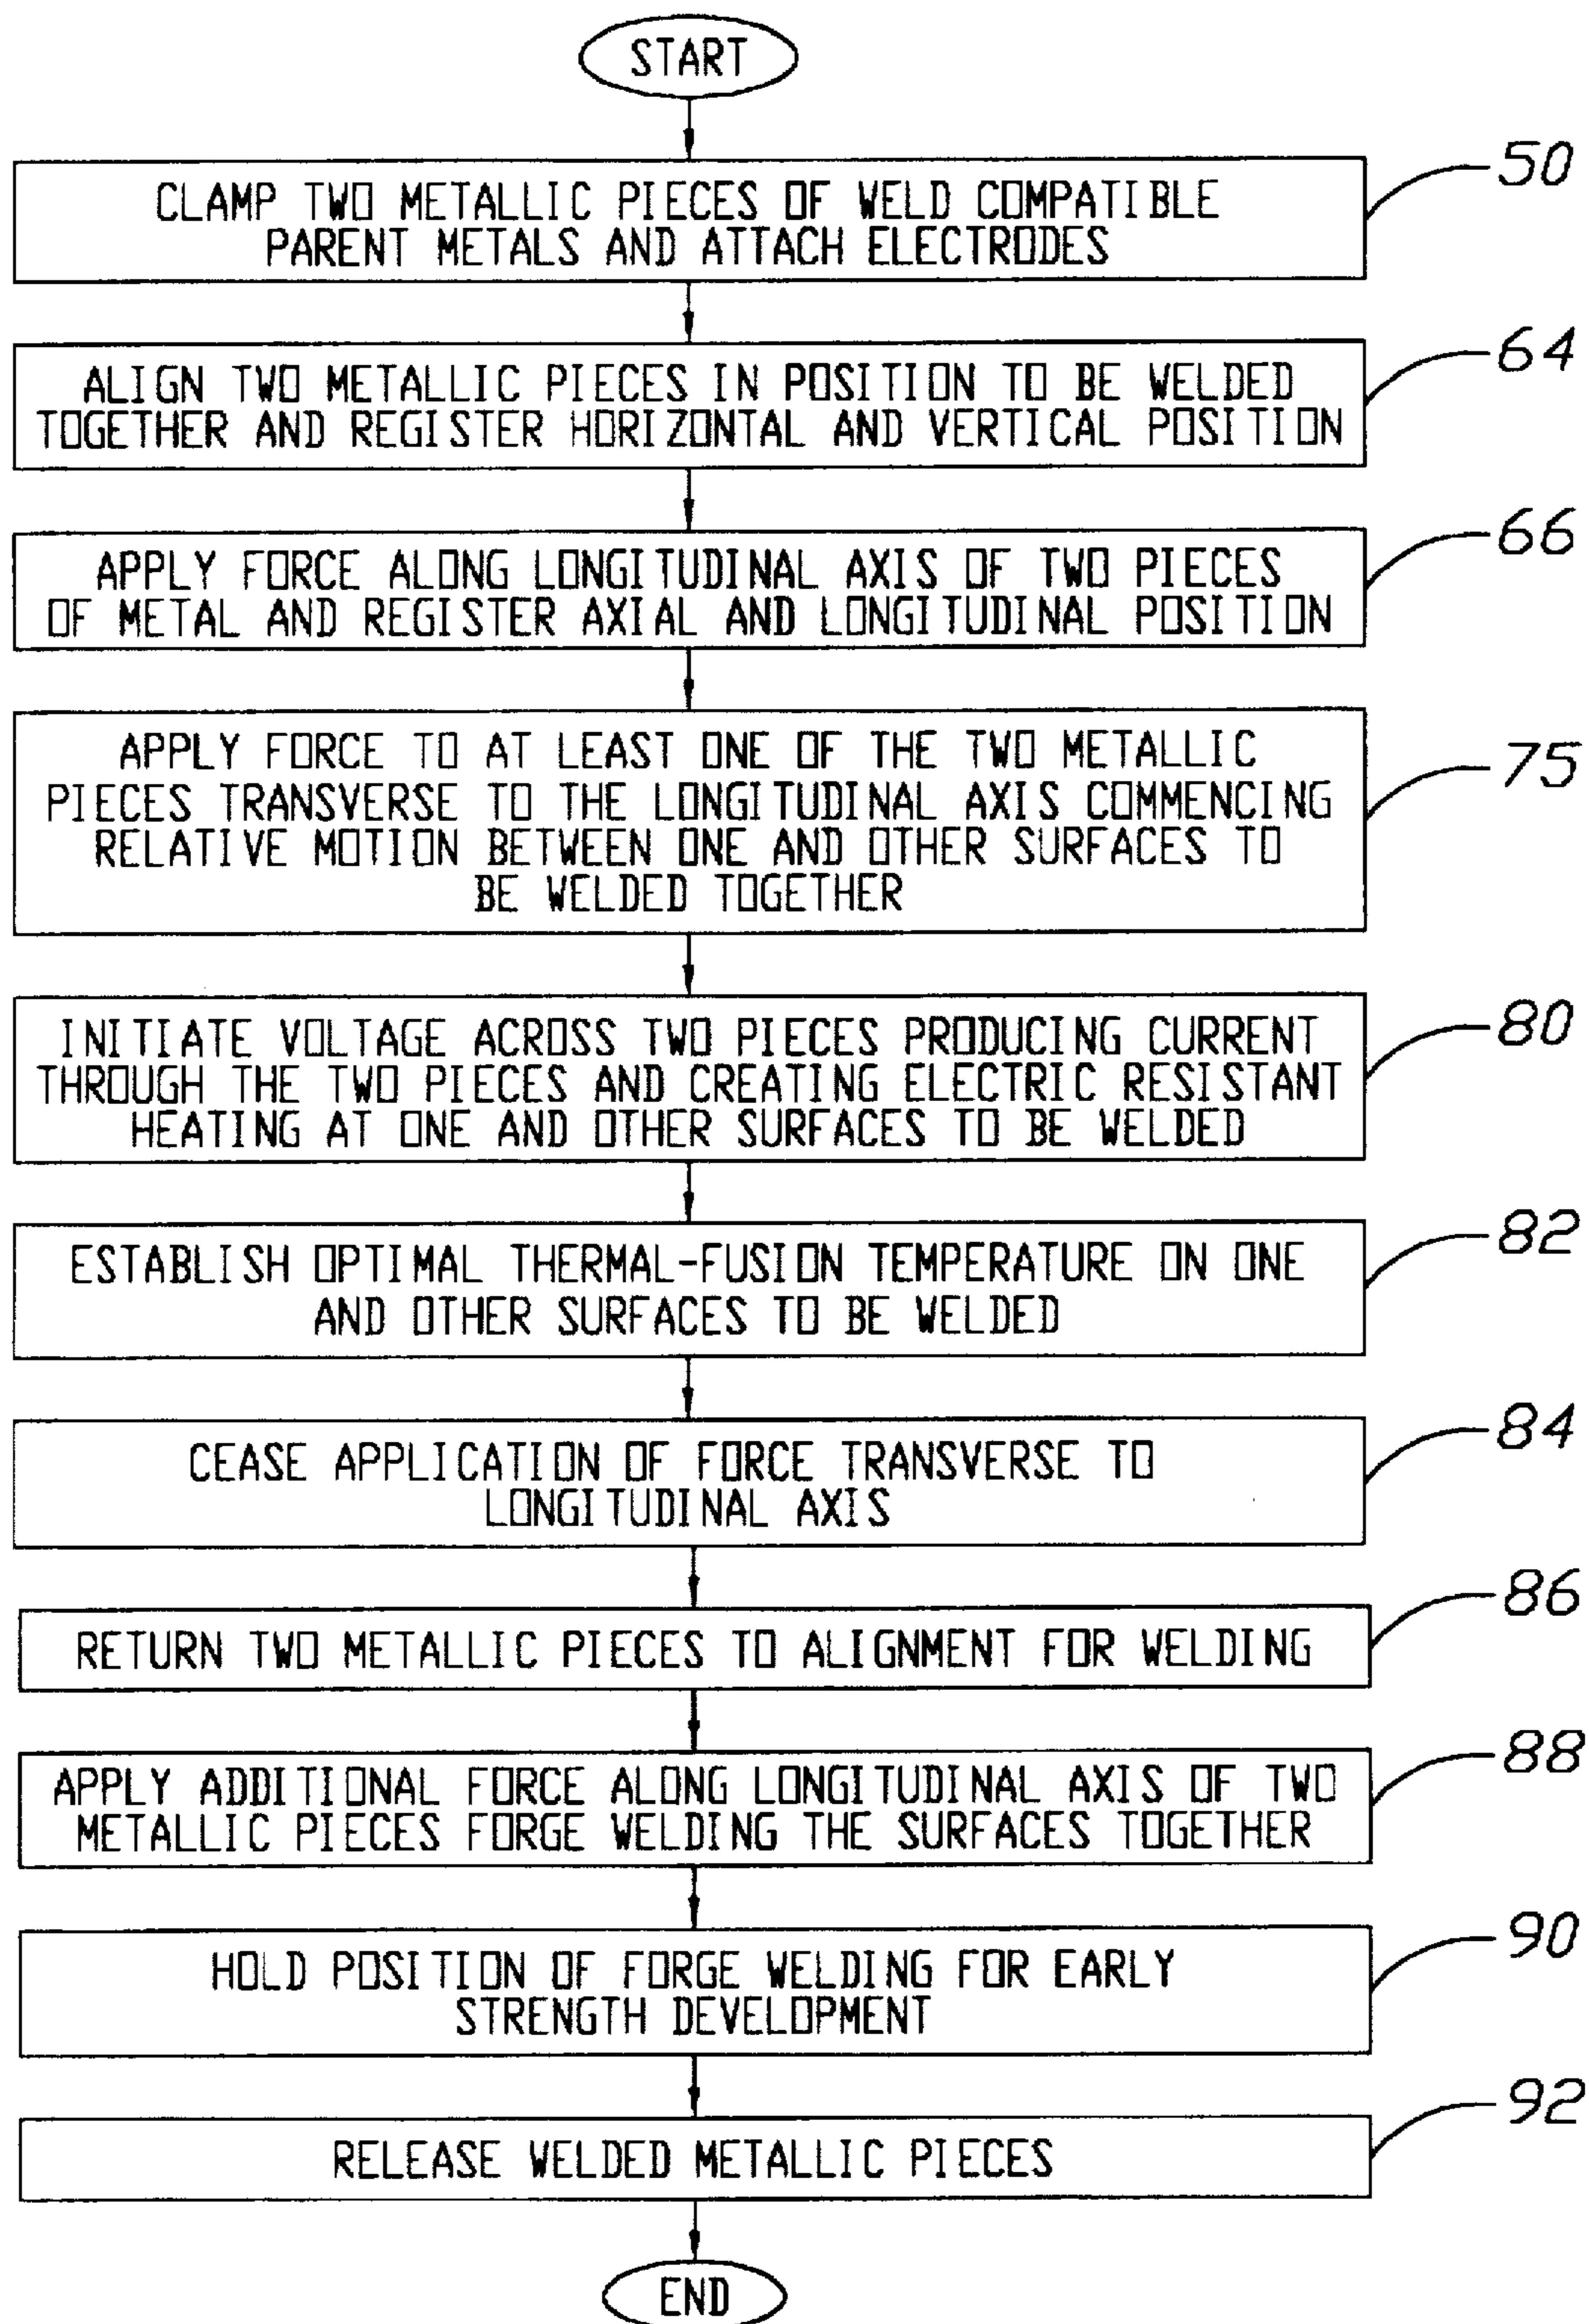 START
CLAMP TWO METALLIC PIECES OF WELD COMPATIBLE
PARENT METALS AND ATTACH ELECTRODES
50
ALIGN TWO METALLIC PIECES IN POSITION TO BE WELDED
TOGETHER AND REGISTER HORIZONTAL AND VERTICAL POSITION
64
APPLY FORCE ALONG LONGITUDINAL AXIS OF TWO PIECES
OF METAL AND REGISTER AXIAL AND LONGITUDINAL POSITION
66
APPLY FORCE TO AT LEAST ONE OF THE TWO METALLIC
PIECES TRANSVERSE TO THE LONGITUDINAL AXIS COMMENCING
RELATIVE MOTION BETWEEN ONE AND OTHER SURFACES TO
BE WELDED TOGETHER
75
INITIATE VOLTAGE ACROSS TWO PIECES PRODUCING CURRENT
THROUGH THE TWO PIECES AND CREATING ELECTRIC RESISTANT
HEATING AT ONE AND OTHER SURFACES TO BE WELDED
80
ESTABLISH OPTIMAL THERMAL-FUSION TEMPERATURE ON ONE
AND OTHER SURFACES TO BE WELDED
82
CEASE APPLICATION OF FORCE TRANSVERSE TO
LONGITUDINAL AXIS
84
RETURN TWO METALLIC PIECES TO ALIGNMENT FOR WELDING
86
APPLY ADDITIONAL FORCE ALONG LONGITUDINAL AXIS OF TWO
METALLIC PIECES FORGE WELDING THE SURFACES TOGETHER
88
HOLD POSITION OF FORGE WELDING FOR EARLY
STRENGTH DEVELOPMENT
90
RELEASE WELDED METALLIC PIECES
92
END